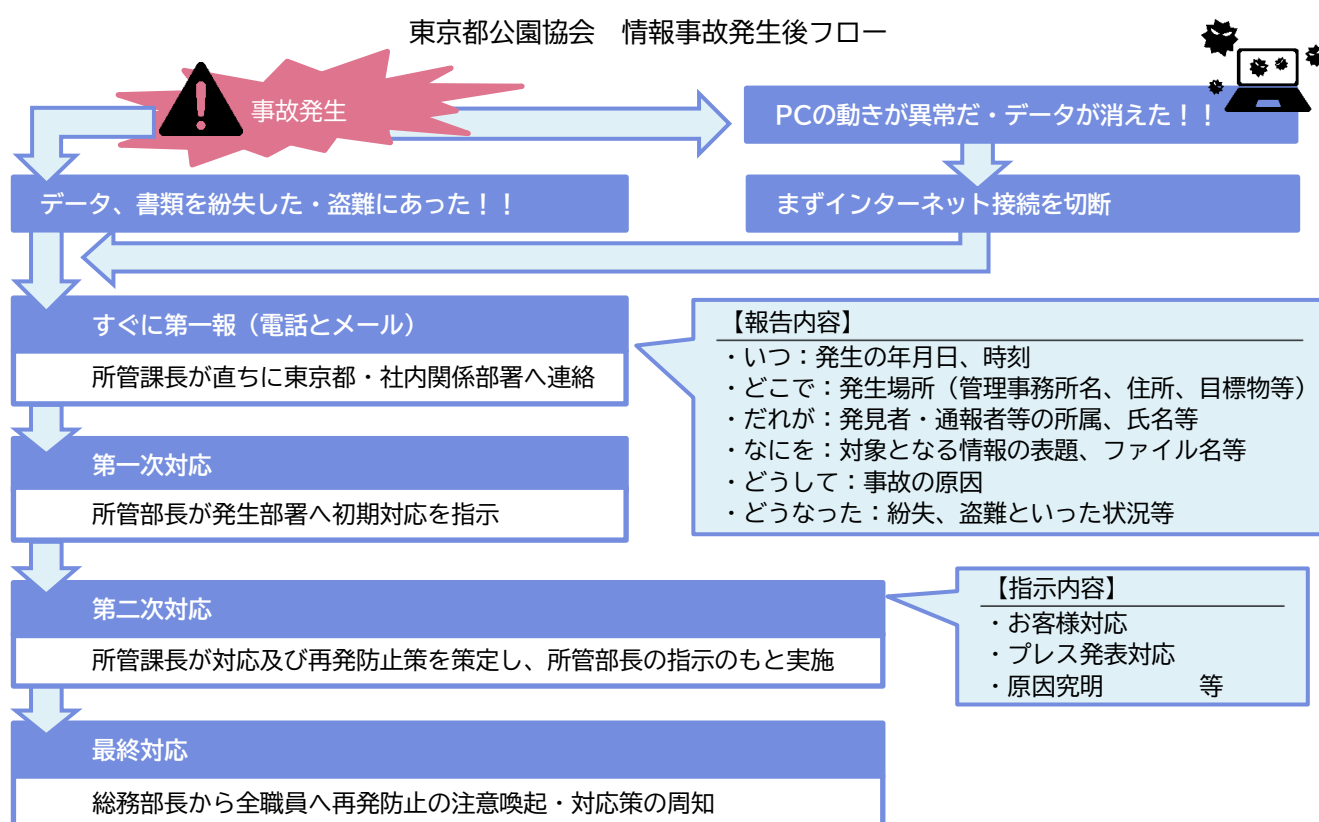 東京都公園協会　情報事故発生後フロー
事故発生
PCの動きが異常だ・データが消えた！！
データ、書類を紛失した・盗難にあった！！
まずインターネット接続を切断
すぐに第一報（電話とメール）
所管課長が直ちに東京都・社内関係部署へ連絡
【報告内容】
・いつ：発生の年月日、時刻
・どこで：発生場所（管理事務所名、住所、目標物等）
・だれが：発見者・通報者等の所属、氏名等
・なにを：対象となる情報の表題、ファイル名等
・どうして：事故の原因
・どうなった：紛失、盗難といった状況等
第一次対応
所管部長が発生部署へ初期対応を指示
第二次対応
所管課長が対応及び再発防止策を策定し、所管部長の指示のもと実施
【指示内容】
・お客様対応
・プレス発表対応
・原因究明　　　　等
最終対応
総務部長から全職員へ再発防止の注意喚起・対応策の周知